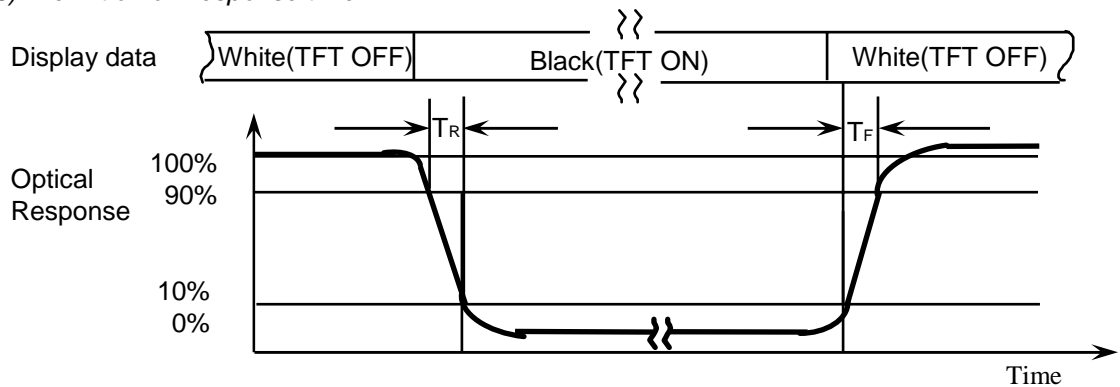 Display data White(TFT OFF) Black(TFT ON) White(TFT OFF)
TR TF
100%
Optical
90%
Response
10%
0%
Time